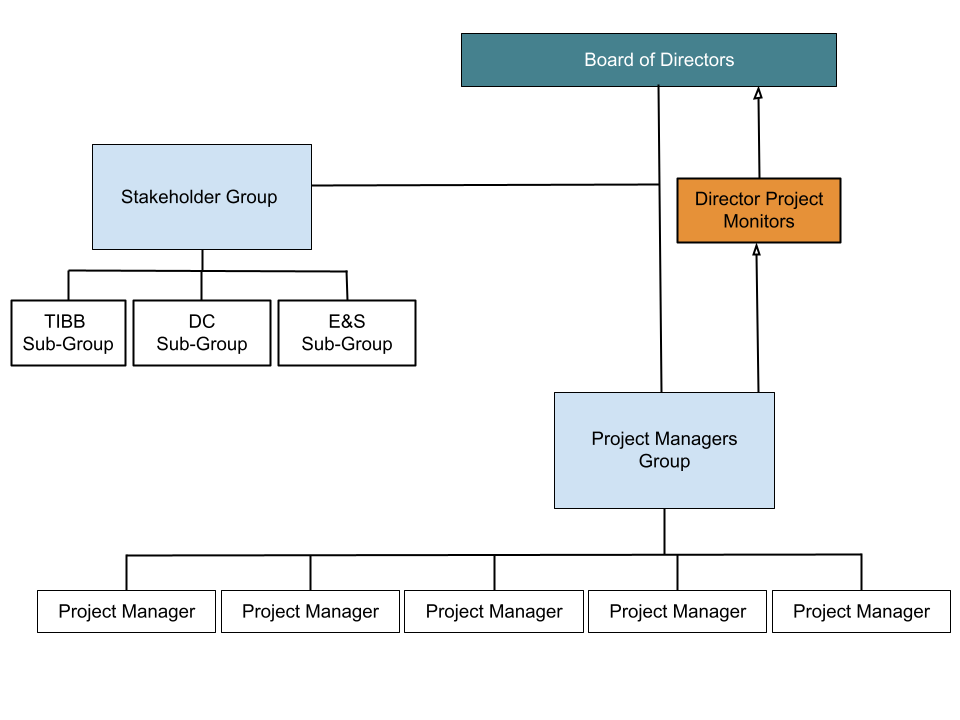 Board of Directors
Stakeholder Group
Director Project
Monitors
TIBB
Sub-Group
DC
Sub-Group
E&S
Sub-Group
Project Managers
Group
Project Manager
Project Manager
Project Manager
Project Manager
Project Manager